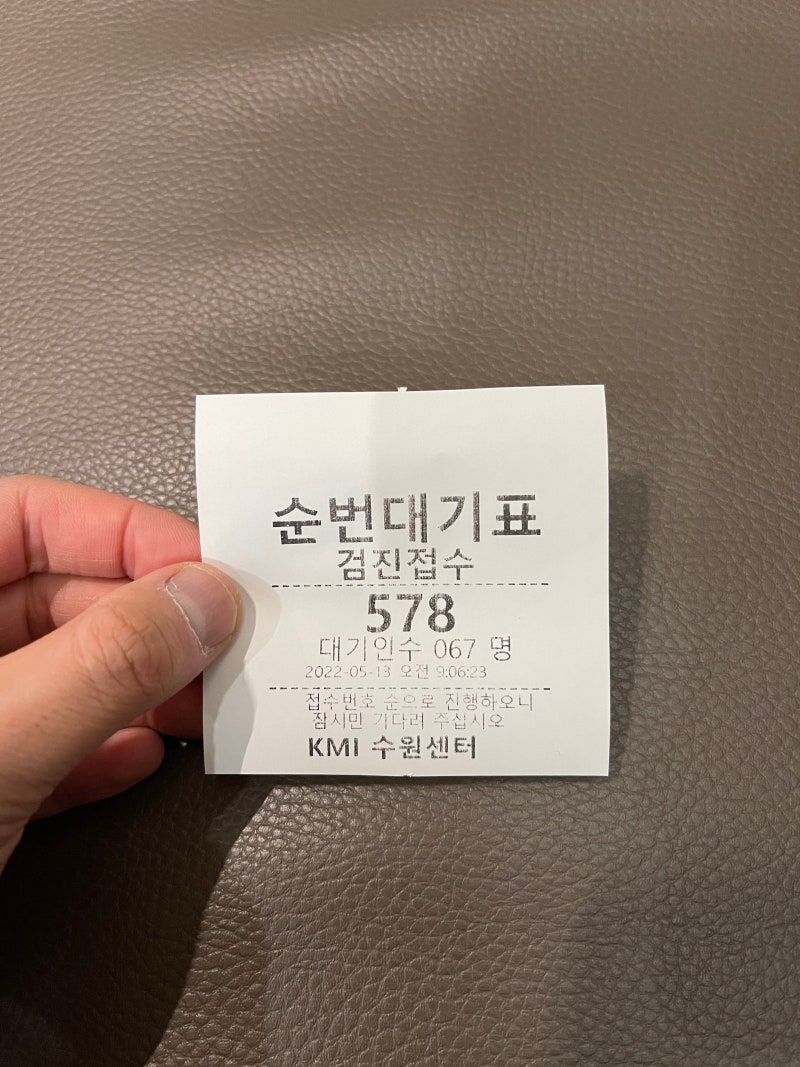 순번대기표
검진접수
578
대기인수 067 명
2022-05-13 오전 9:06:23
접수번호 순으로 진행하오니
잠시만 기다려 주십시오
KMI 수원센터